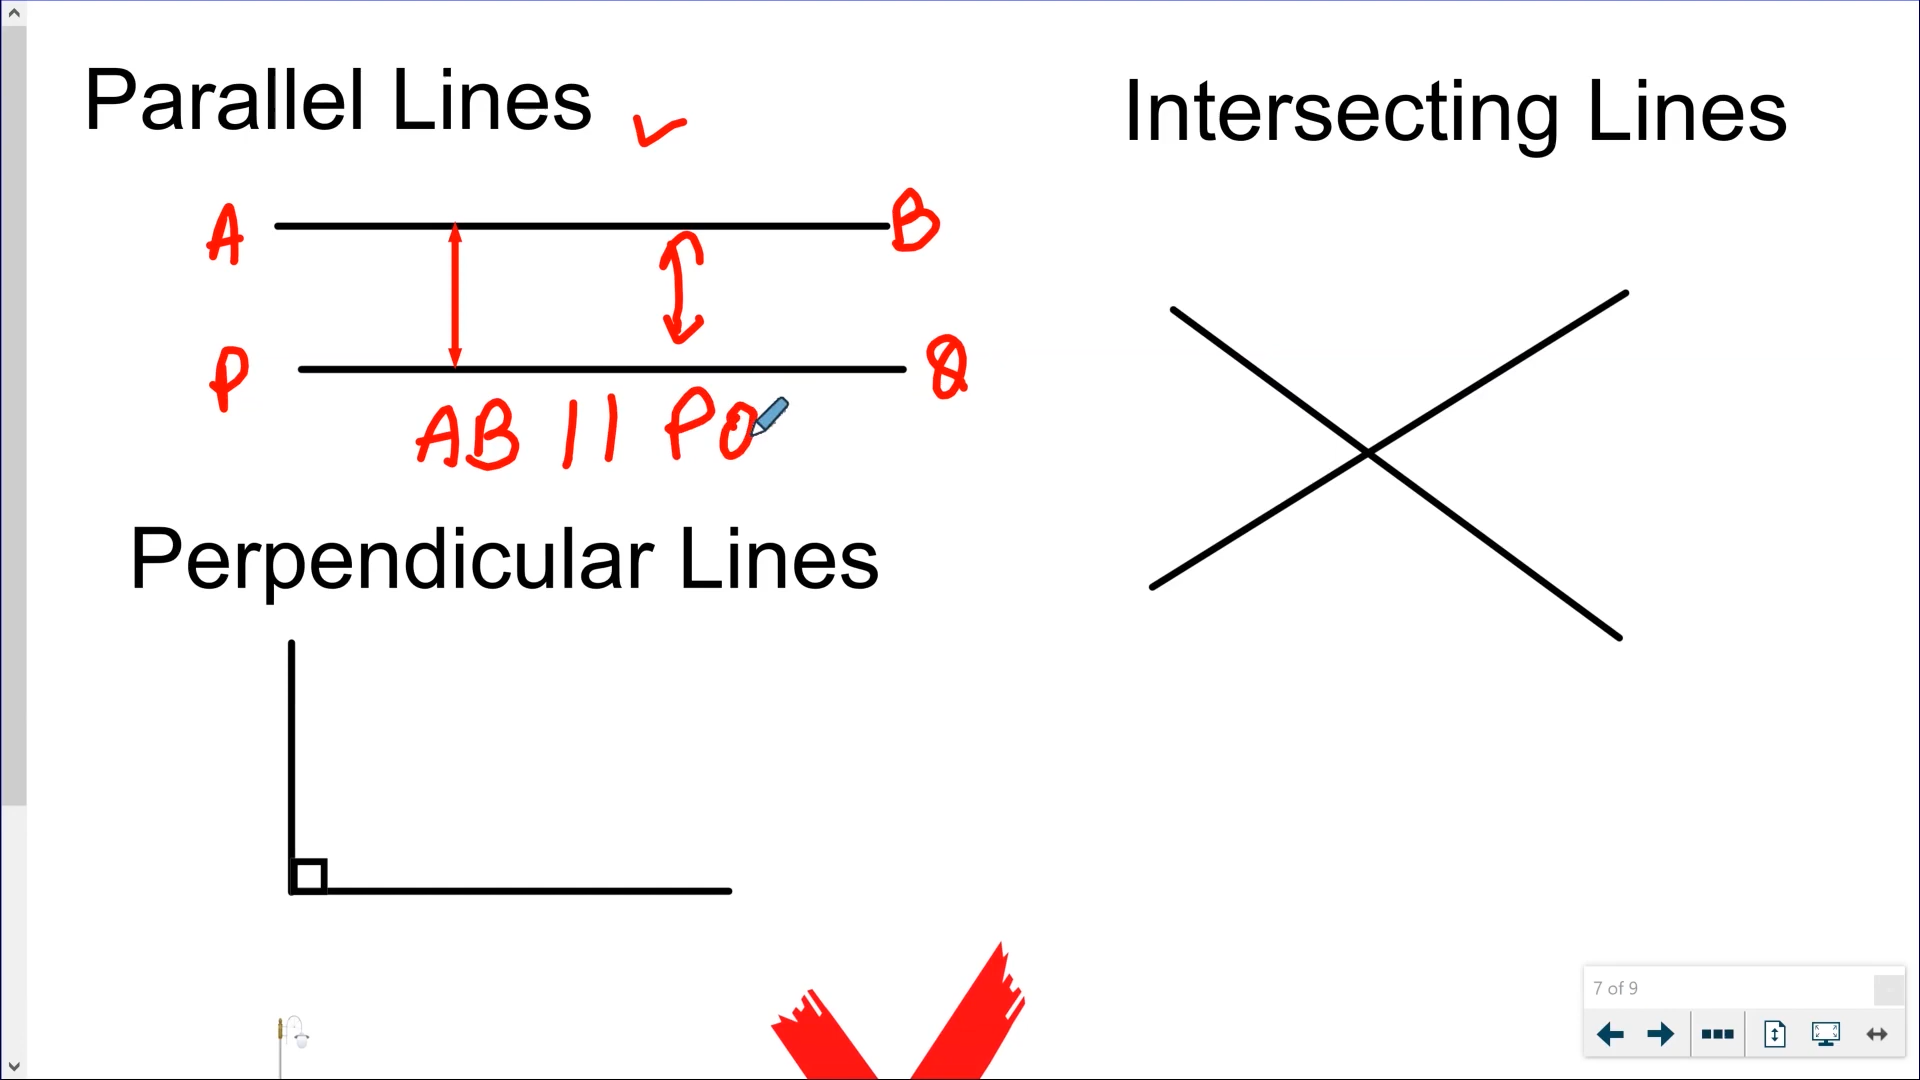 Parallel Lines
Intersecting Lines
A B
P Q
AB || PQ
Perpendicular Lines
7 of 9